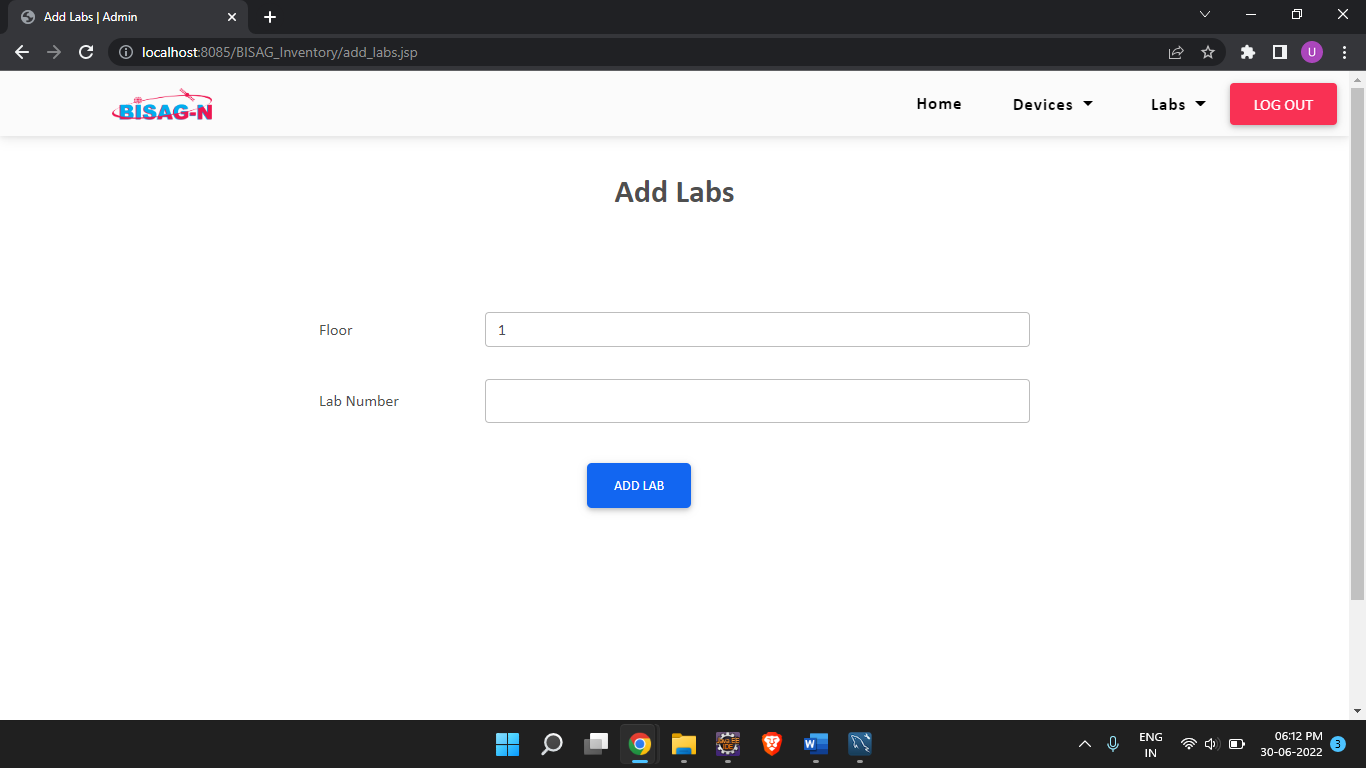 Add Labs | Admin
localhost:8085/BISAG_Inventory/add_labs.jsp
U
BISAG-N
Home
Devices
Labs
LOG OUT
Add Labs
Floor
1
Lab Number
ADD LAB
ENG
IN
06:12 PM
30-06-2022
3